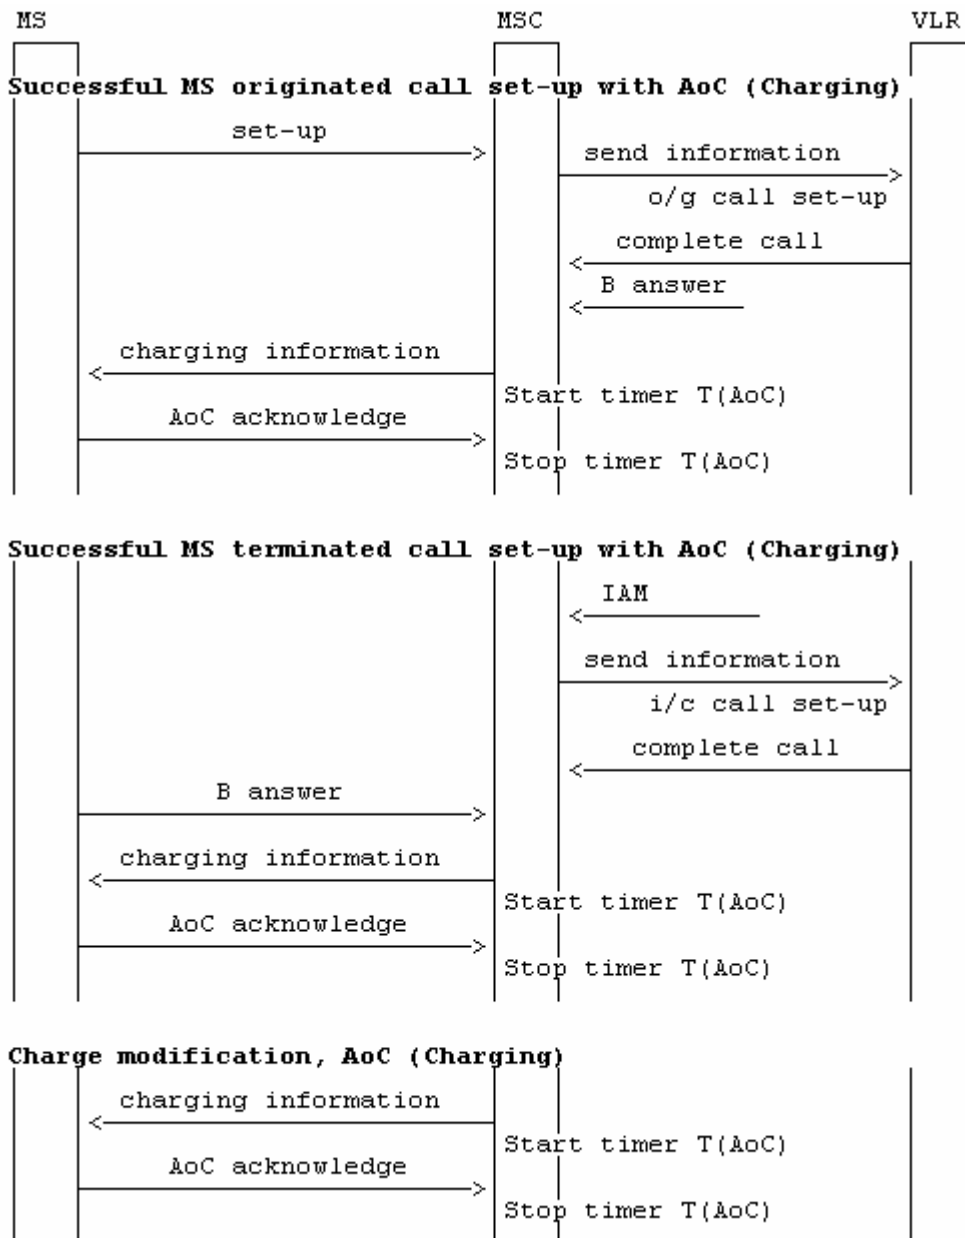 MS MSC VLR
Successful MS originated call set-up with AoC (Charging)
set-up
send information
o/g call set-up
complete call
B answer
charging information
Start timer T(AoC)
AoC acknowledge
Stop timer T(AoC)
Successful MS terminated call set-up with AoC (Charging)
IAM
send information
i/c call set-up
complete call
B answer
charging information
Start timer T(AoC)
AoC acknowledge
Stop timer T(AoC)
Charge modification, AoC (Charging)
charging information
Start timer T(AoC)
AoC acknowledge
Stop timer T(AoC)